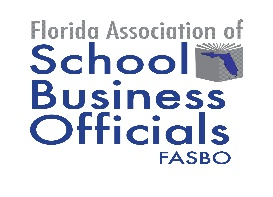 Florida Association of
School
Business
Officials
FASBO